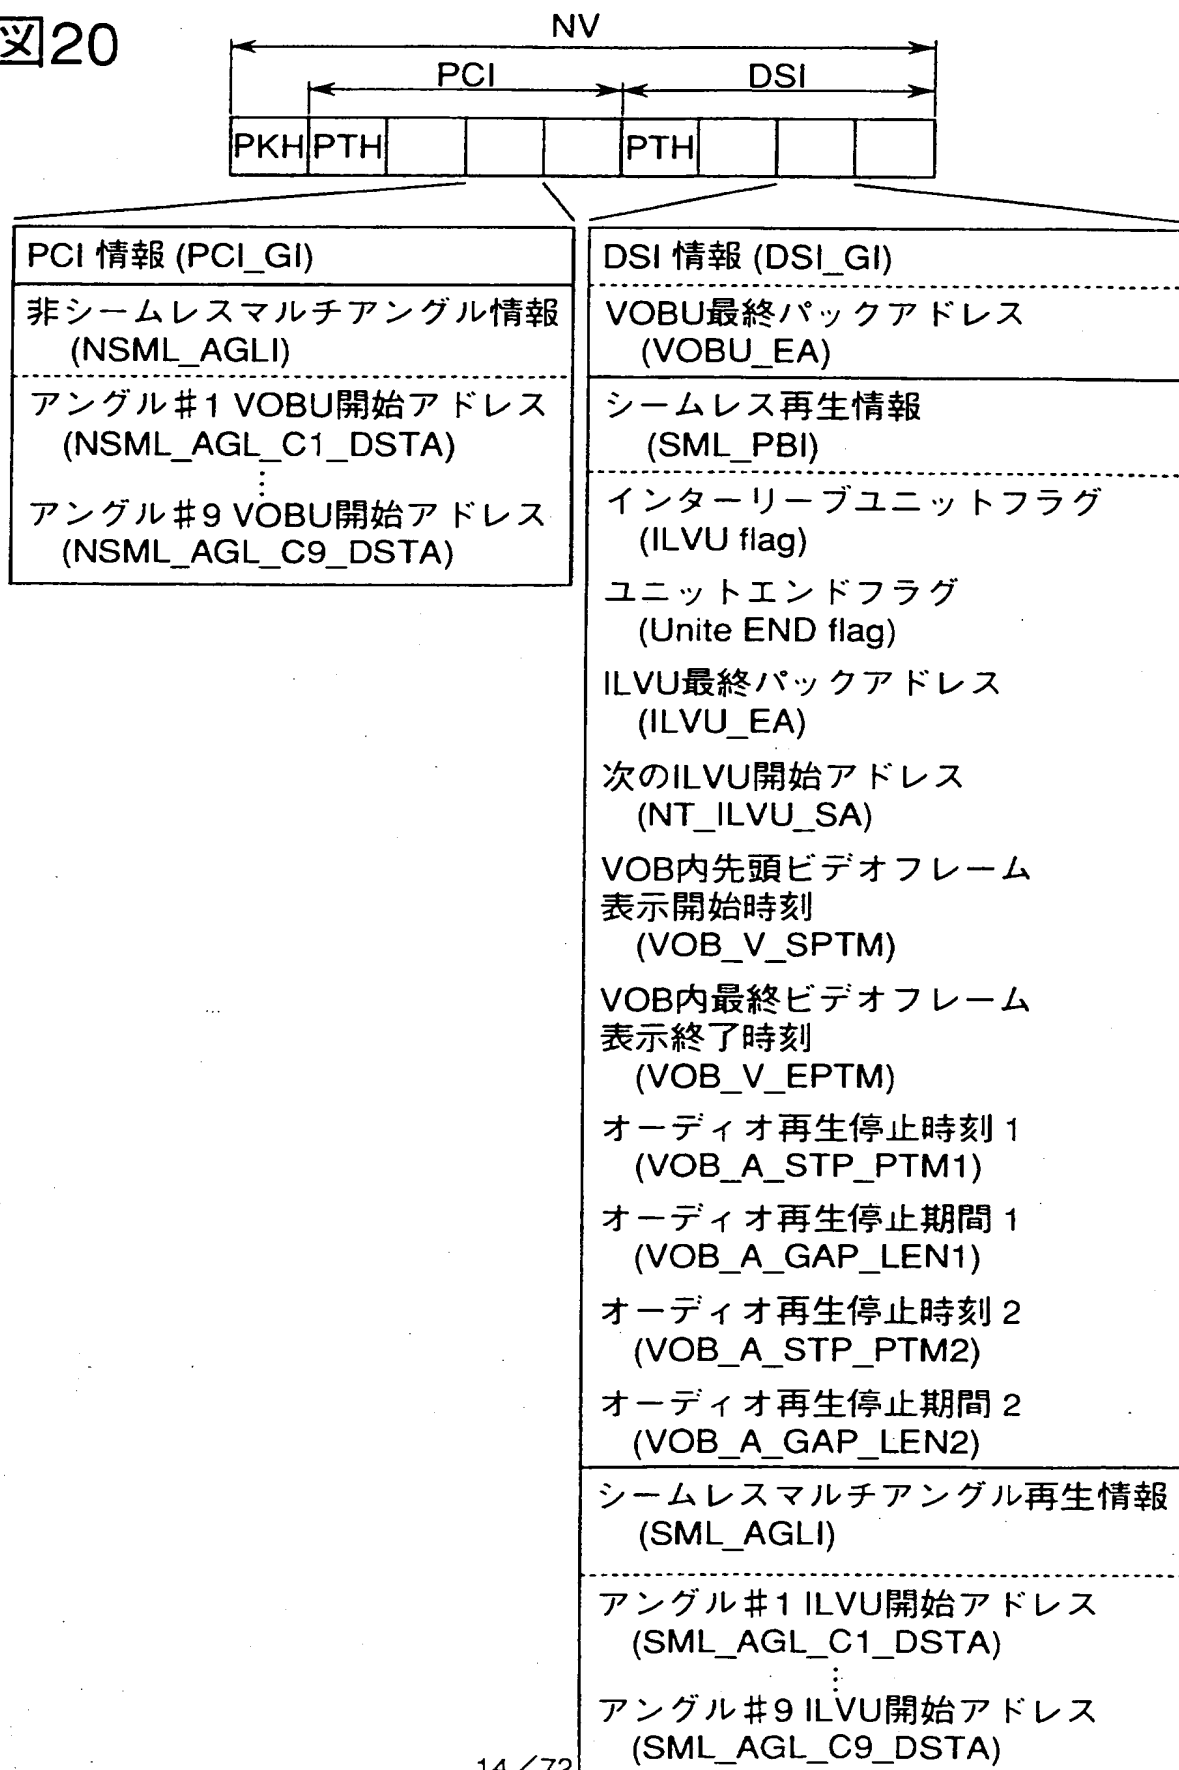 図20
NV
PCI DSI
PKH PTH PTH
PCI 情報 (PCI_GI)
非シームレスマルチアングル情報
(NSML_AGLI)
アングル#1 VOBU開始アドレス
(NSML_AGL_C1_DSTA)
⋮
アングル#9 VOBU開始アドレス
(NSML_AGL_C9_DSTA)
DSI 情報 (DSI_GI)
VOBU最終パックアドレス
(VOBU_EA)
シームレス再生情報
(SML_PBI)
インターリーブユニットフラグ
(ILVU flag)
ユニットエンドフラグ
(Unite END flag)
ILVU最終パックアドレス
(ILVU_EA)
次のILVU開始アドレス
(NT_ILVU_SA)
VOB内先頭ビデオフレーム
表示開始時刻
(VOB_V_SPTM)
VOB内最終ビデオフレーム
表示終了時刻
(VOB_V_EPTM)
オーディオ再生停止時刻 1
(VOB_A_STP_PTM1)
オーディオ再生停止期間 1
(VOB_A_GAP_LEN1)
オーディオ再生停止時刻 2
(VOB_A_STP_PTM2)
オーディオ再生停止期間 2
(VOB_A_GAP_LEN2)
シームレスマルチアングル再生情報
(SML_AGLI)
アングル#1 ILVU開始アドレス
(SML_AGL_C1_DSTA)
⋮
アングル#9 ILVU開始アドレス
(SML_AGL_C9_DSTA)
14/72